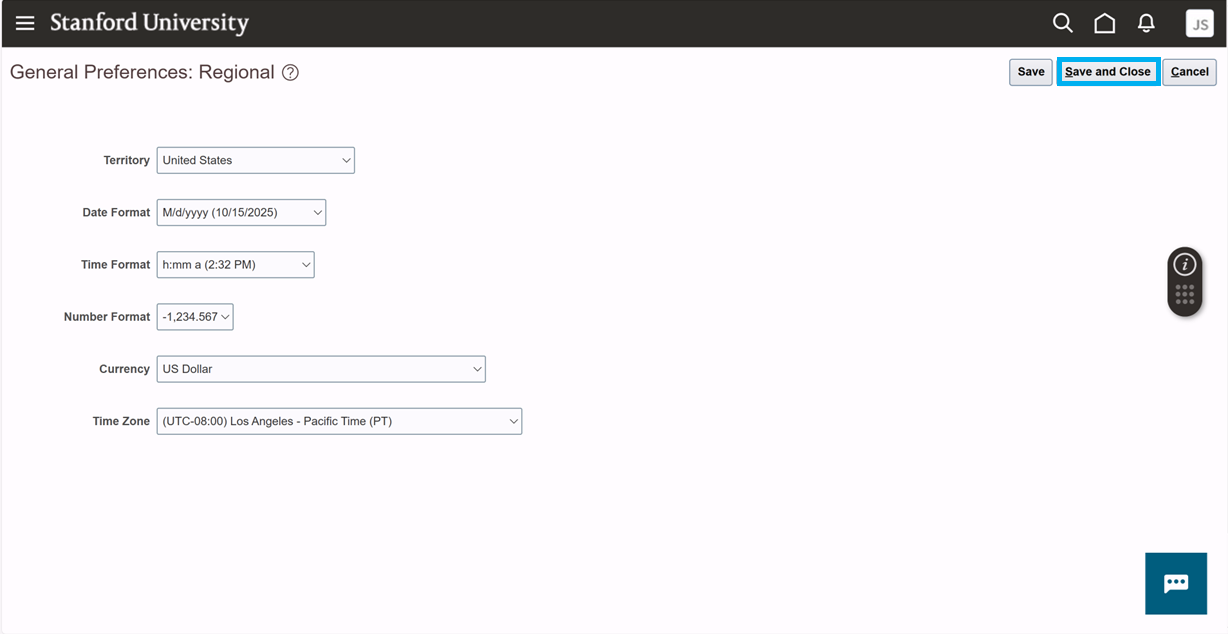 Stanford University
JS
General Preferences: Regional ?
Save
Save and Close
Cancel
Territory United States
Date Format M/d/yyyy (10/15/2025)
Time Format h:mm a (2:32 PM)
Number Format -1,234.567
Currency US Dollar
Time Zone (UTC-08:00) Los Angeles - Pacific Time (PT)
i